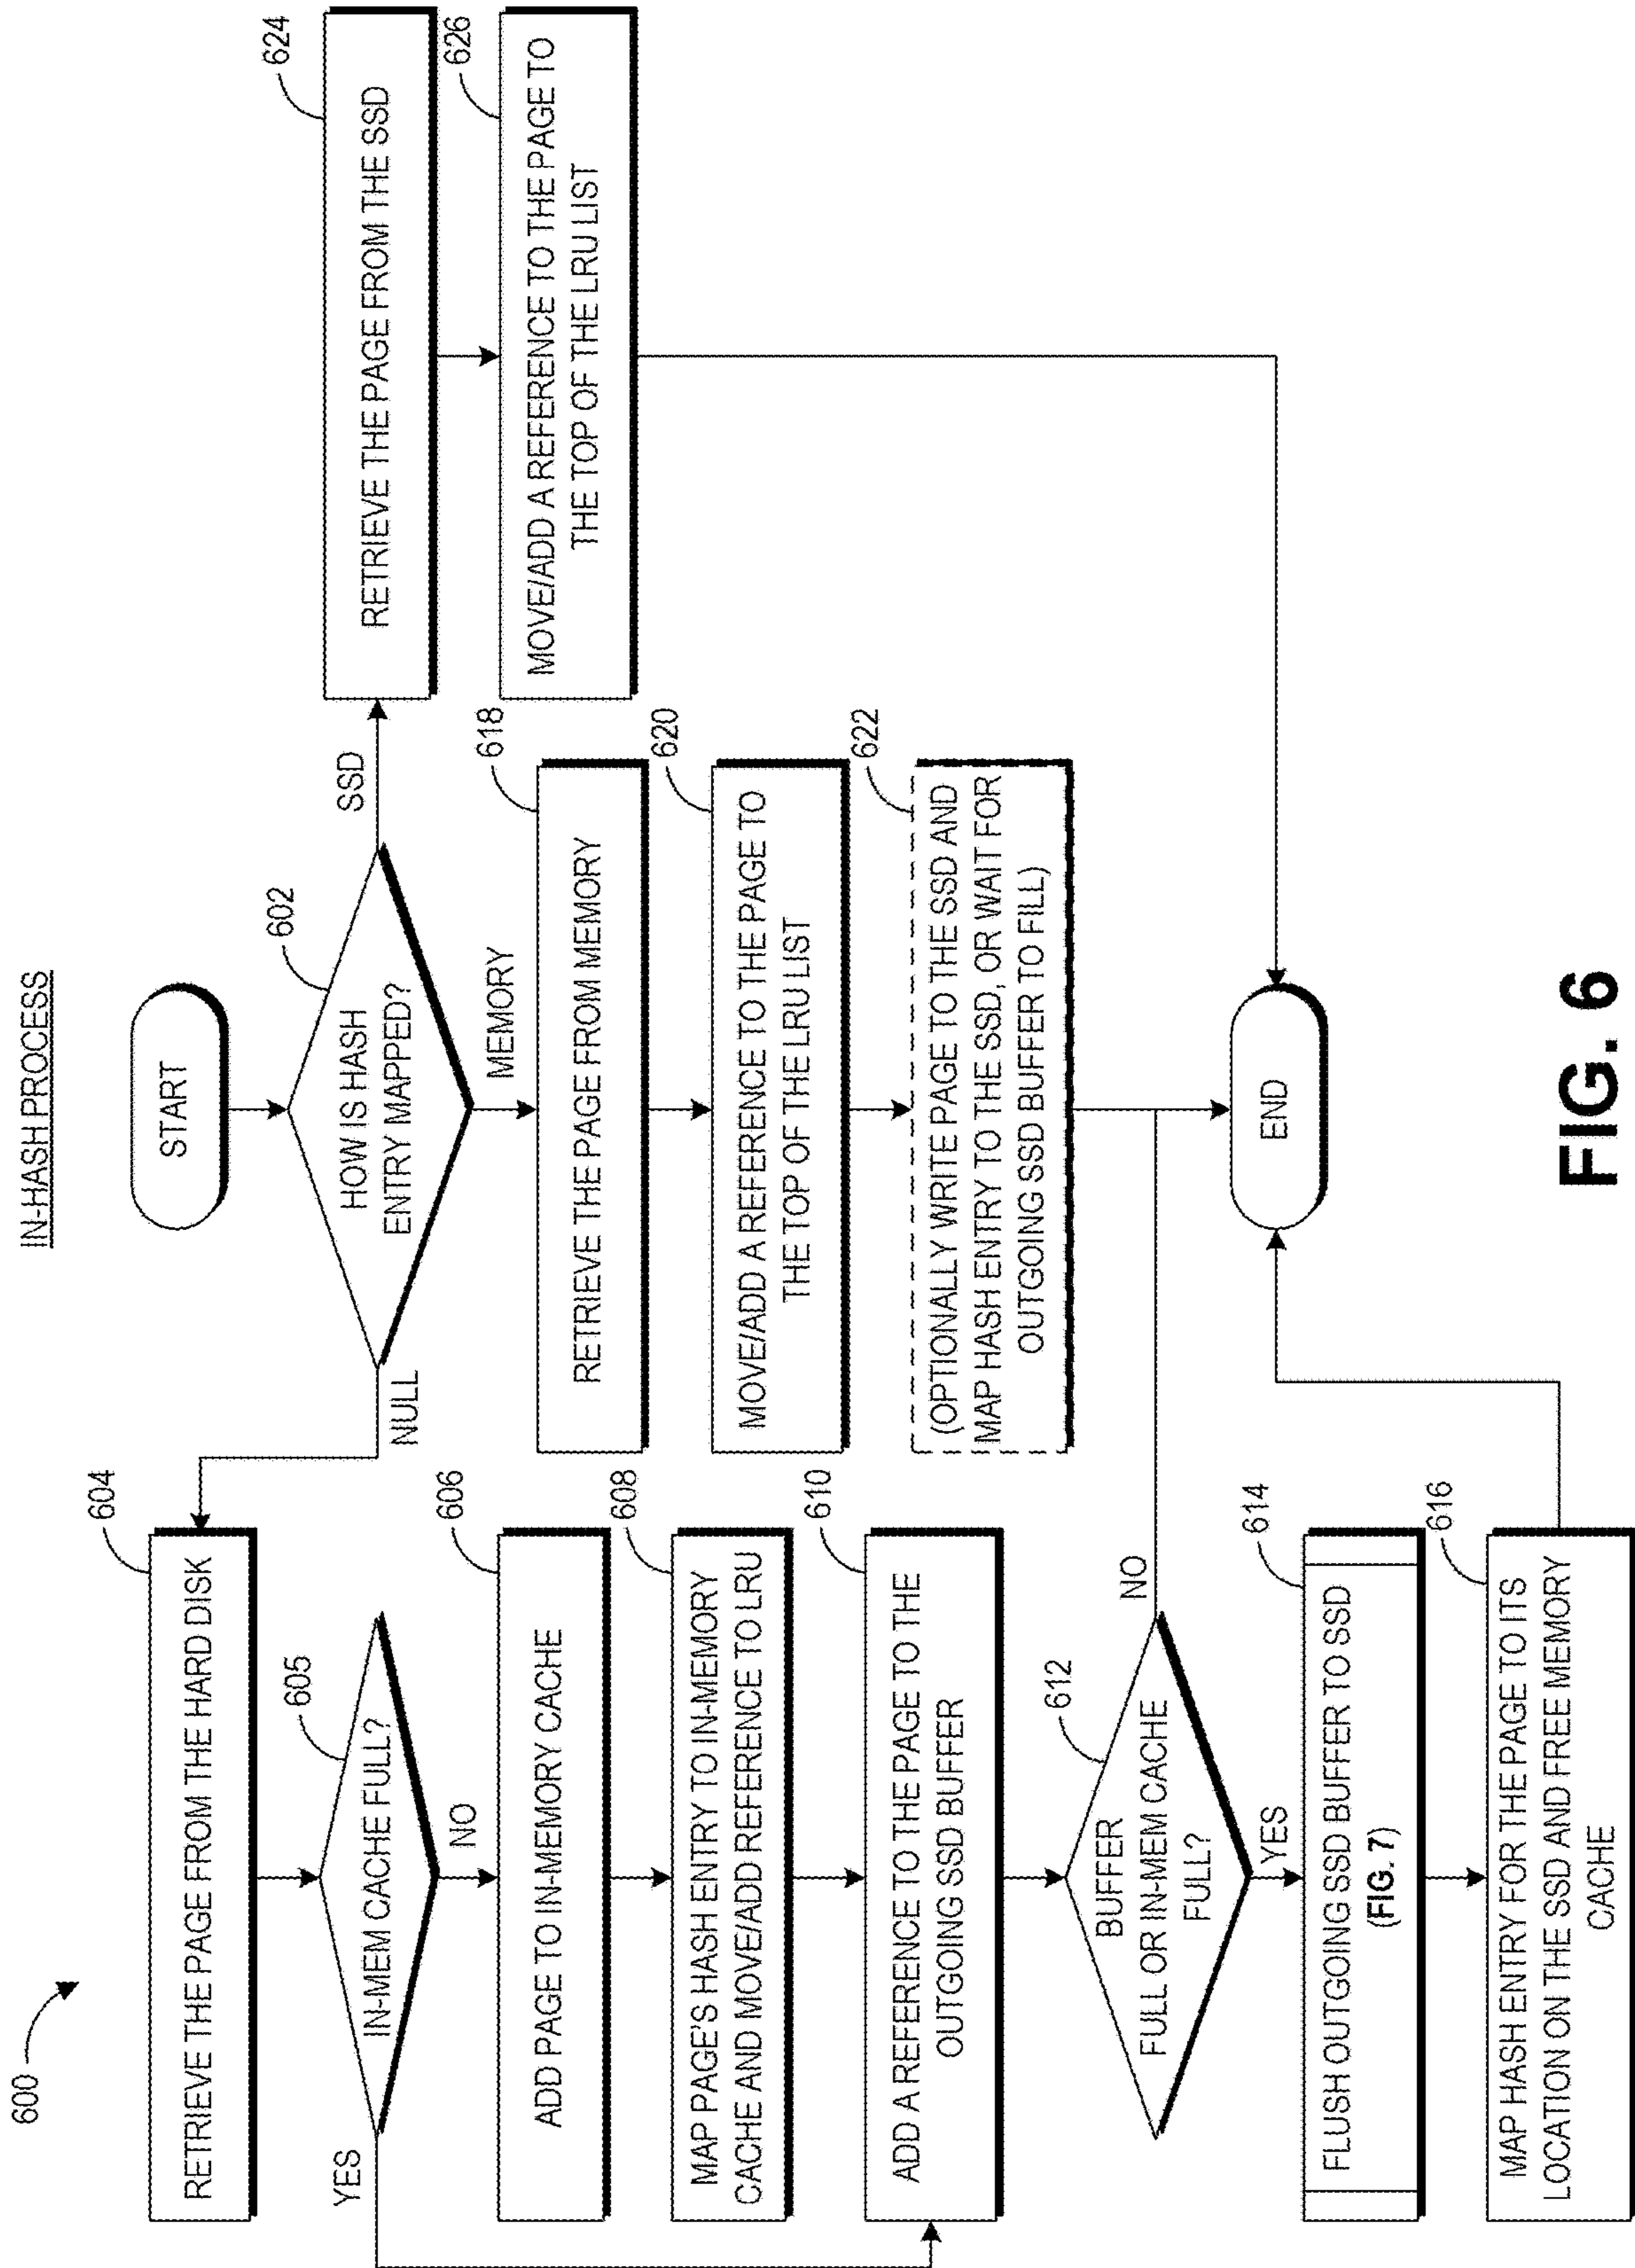 600
IN-HASH PROCESS
START
602
HOW IS HASH
ENTRY MAPPED?
NULL
MEMORY
SSD
604
RETRIEVE THE PAGE FROM THE HARD DISK
605
IN-MEM CACHE FULL?
YES
NO
606
ADD PAGE TO IN-MEMORY CACHE
608
MAP PAGE'S HASH ENTRY TO IN-MEMORY
CACHE AND MOVE/ADD REFERENCE TO LRU
610
ADD A REFERENCE TO THE PAGE TO THE
OUTGOING SSD BUFFER
612
BUFFER
FULL OR IN-MEM CACHE
FULL?
NO
YES
614
FLUSH OUTGOING SSD BUFFER TO SSD
(FIG. 7)
616
MAP HASH ENTRY FOR THE PAGE TO ITS
LOCATION ON THE SSD AND FREE MEMORY
CACHE
618
RETRIEVE THE PAGE FROM MEMORY
620
MOVE/ADD A REFERENCE TO THE PAGE TO
THE TOP OF THE LRU LIST
622
(OPTIONALLY WRITE PAGE TO THE SSD AND
MAP HASH ENTRY TO THE SSD, OR WAIT FOR
OUTGOING SSD BUFFER TO FILL)
624
RETRIEVE THE PAGE FROM THE SSD
626
MOVE/ADD A REFERENCE TO THE PAGE TO
THE TOP OF THE LRU LIST
END
FIG. 6